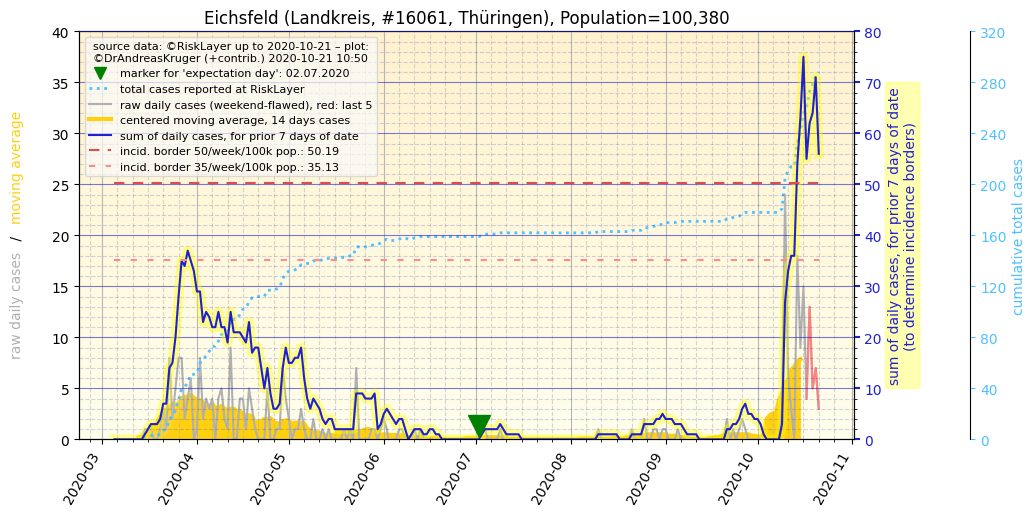 Eichsfeld (Landkreis, #16061, Thüringen), Population=100,380
source data: ©RiskLayer up to 2020-10-21 – plot:
©DrAndreasKruger (+contrib.) 2020-10-21 10:50
marker for 'expectation day': 02.07.2020
total cases reported at RiskLayer
raw daily cases (weekend-flawed), red: last 5
centered moving average, 14 days cases
sum of daily cases, for prior 7 days of date
incid. border 50/week/100k pop.: 50.19
incid. border 35/week/100k pop.: 35.13
raw daily cases / moving average
40
35
30
25
20
15
10
5
0
2020-03
2020-04
2020-05
2020-06
2020-07
2020-08
2020-09
2020-10
2020-11
80
70
60
50
40
30
20
10
0
sum of daily cases, for prior 7 days of date
(to determine incidence borders)
320
280
240
200
160
120
80
40
0
cumulative total cases